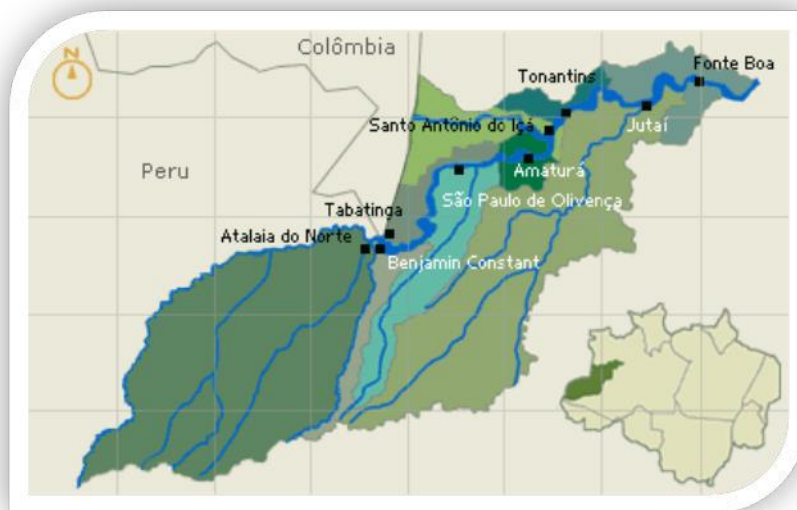 N
Colômbia
Fonte Boa
Tonantins
Santo Antônio do Içá
Jutaí
Peru
Amaturá
São Paulo de Olivença
Tabatinga
Atalaia do Norte
Benjamin Constant